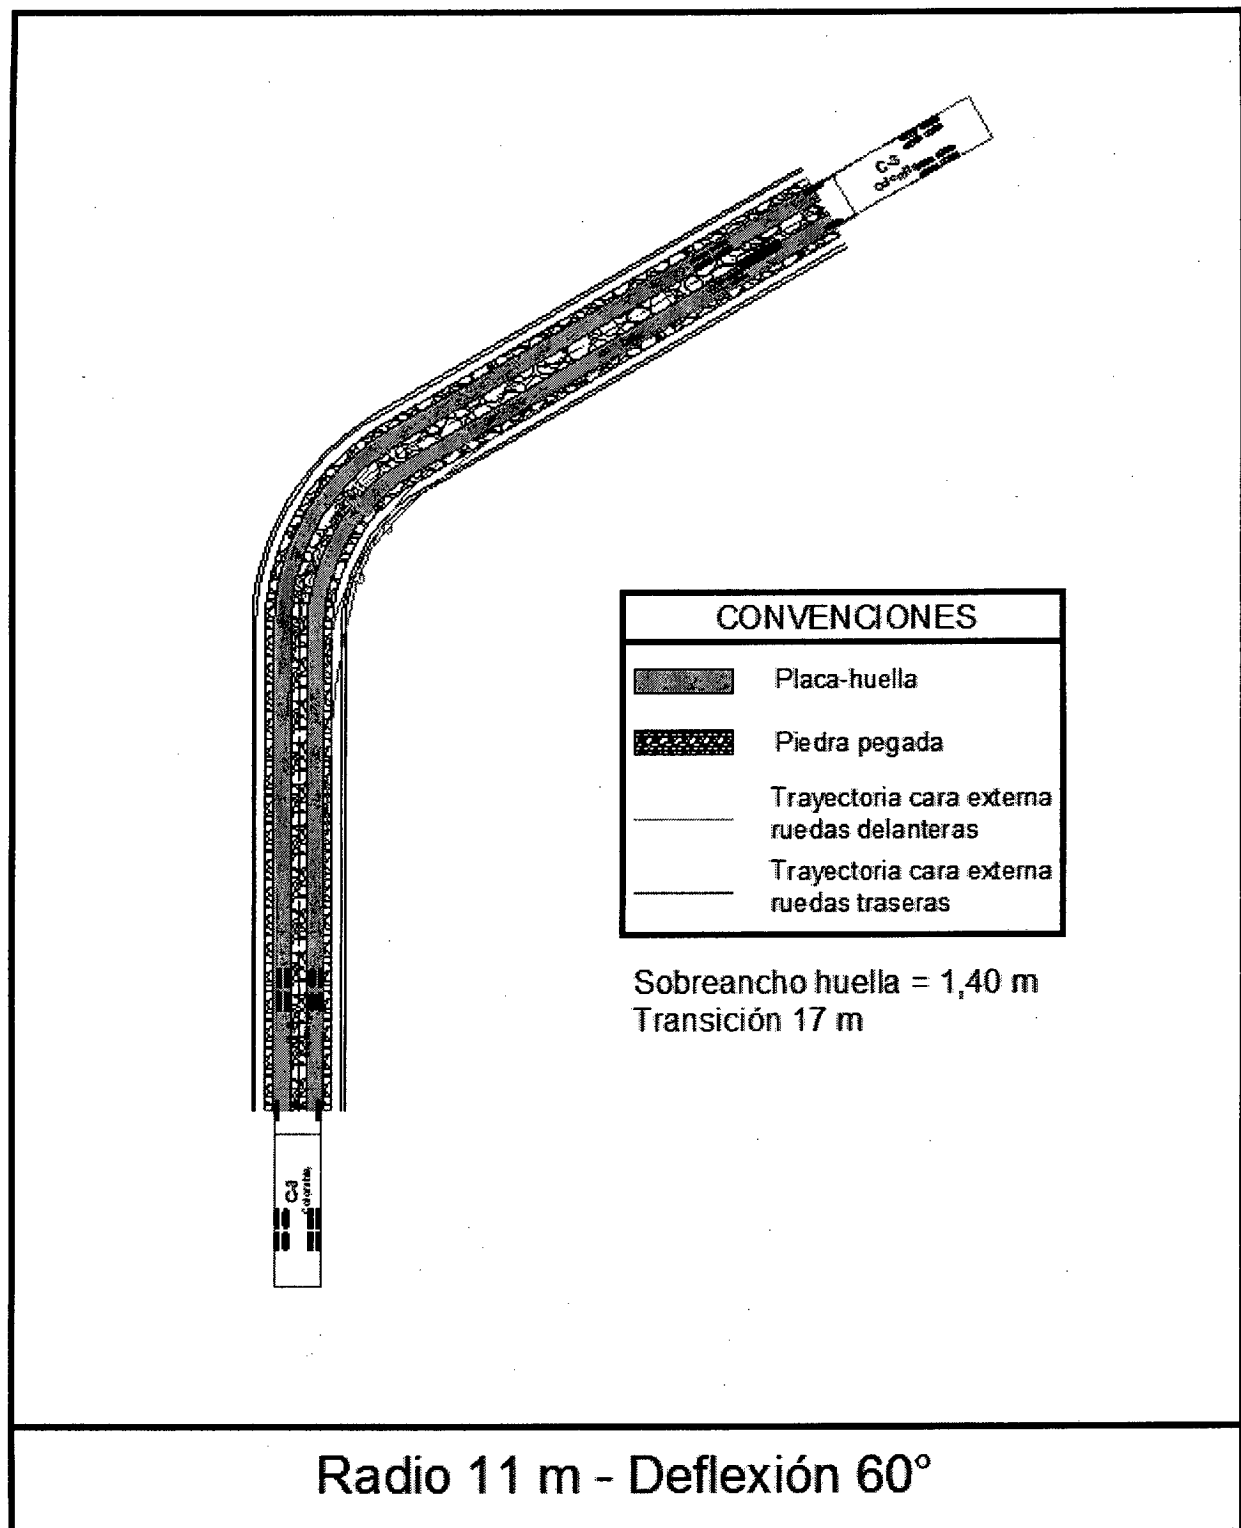 C-3
CONVENCIONES
Placa-huella
Piedra pegada
Trayectoria cara externa
ruedas delanteras
Trayectoria cara externa
ruedas traseras
Sobreancho huella = 1,40 m
Transición 17 m
C-3
Colombia
Radio 11 m - Deflexión 60°